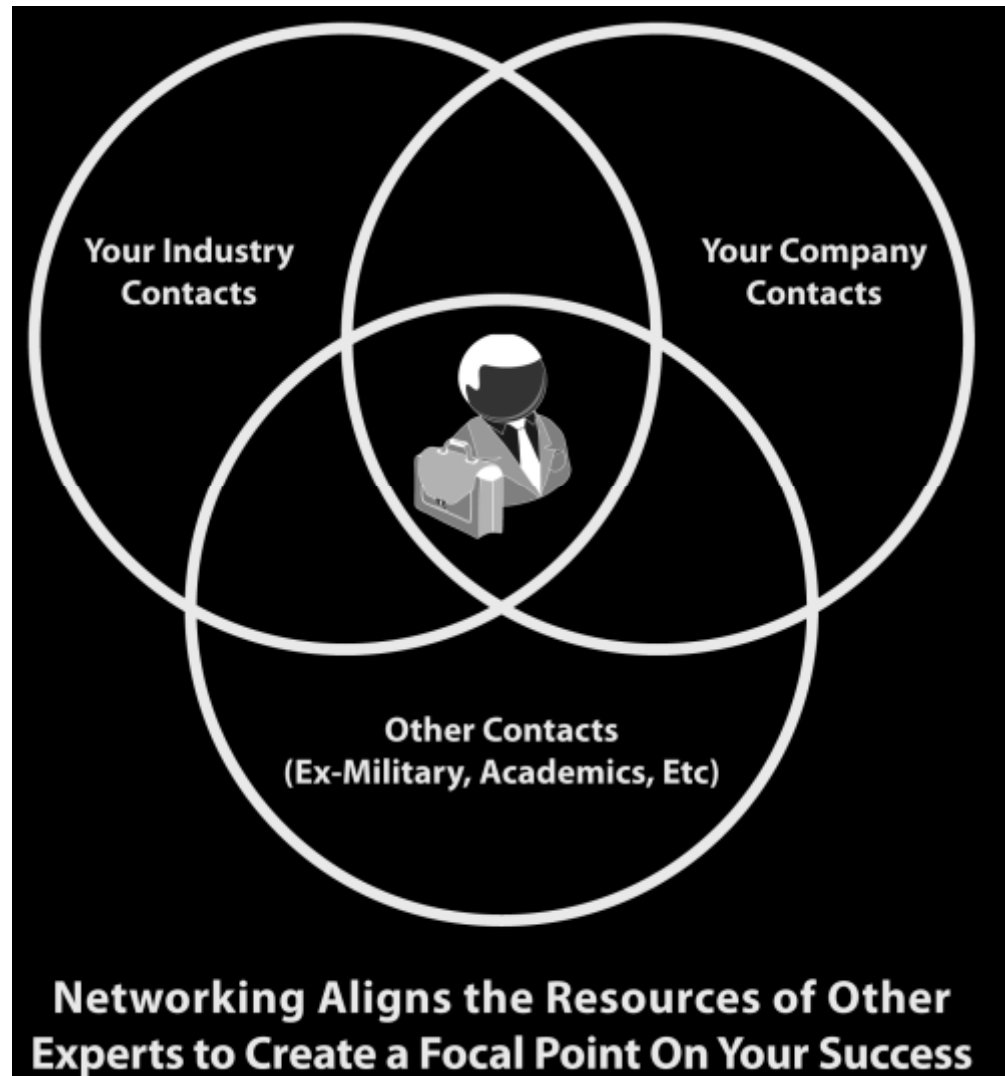 Your Industry
Contacts
Your Company
Contacts
Other Contacts
(Ex-Military, Academics, Etc)
Networking Aligns the Resources of Other
Experts to Create a Focal Point On Your Success